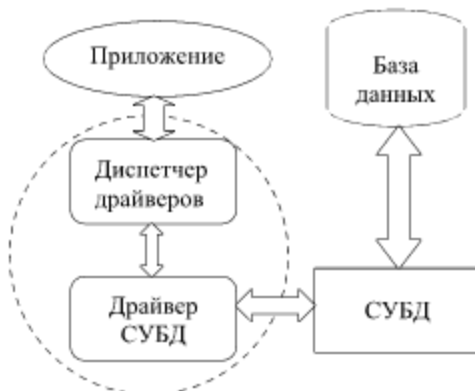 Приложение
База
данных
Диспетчер
драйверов
Драйвер
СУБД
СУБД